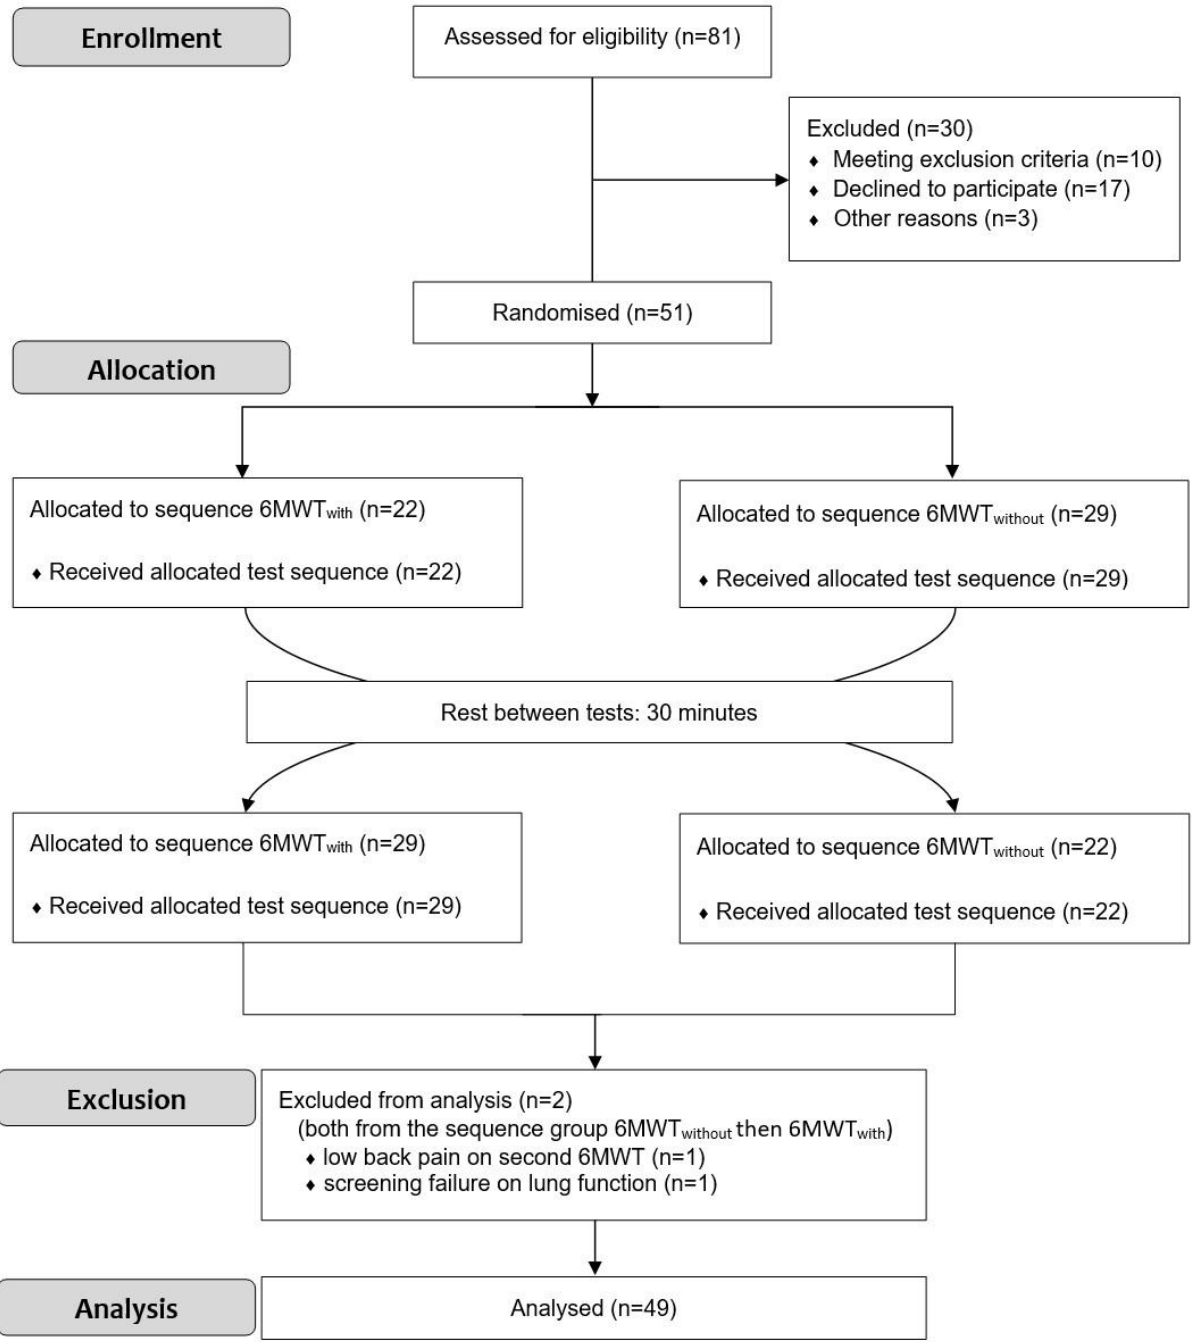 Enrollment
Assessed for eligibility (n=81)
Excluded (n=30)
♦ Meeting exclusion criteria (n=10)
♦ Declined to participate (n=17)
♦ Other reasons (n=3)
Randomised (n=51)
Allocation
Allocated to sequence 6MWTwith (n=22)
♦ Received allocated test sequence (n=22)
Allocated to sequence 6MWTwithout (n=29)
♦ Received allocated test sequence (n=29)
Rest between tests: 30 minutes
Allocated to sequence 6MWTwith (n=29)
♦ Received allocated test sequence (n=29)
Allocated to sequence 6MWTwithout (n=22)
♦ Received allocated test sequence (n=22)
Exclusion
Excluded from analysis (n=2)
(both from the sequence group 6MWTwithout then 6MWTwith)
♦ low back pain on second 6MWT (n=1)
♦ screening failure on lung function (n=1)
Analysis
Analysed (n=49)